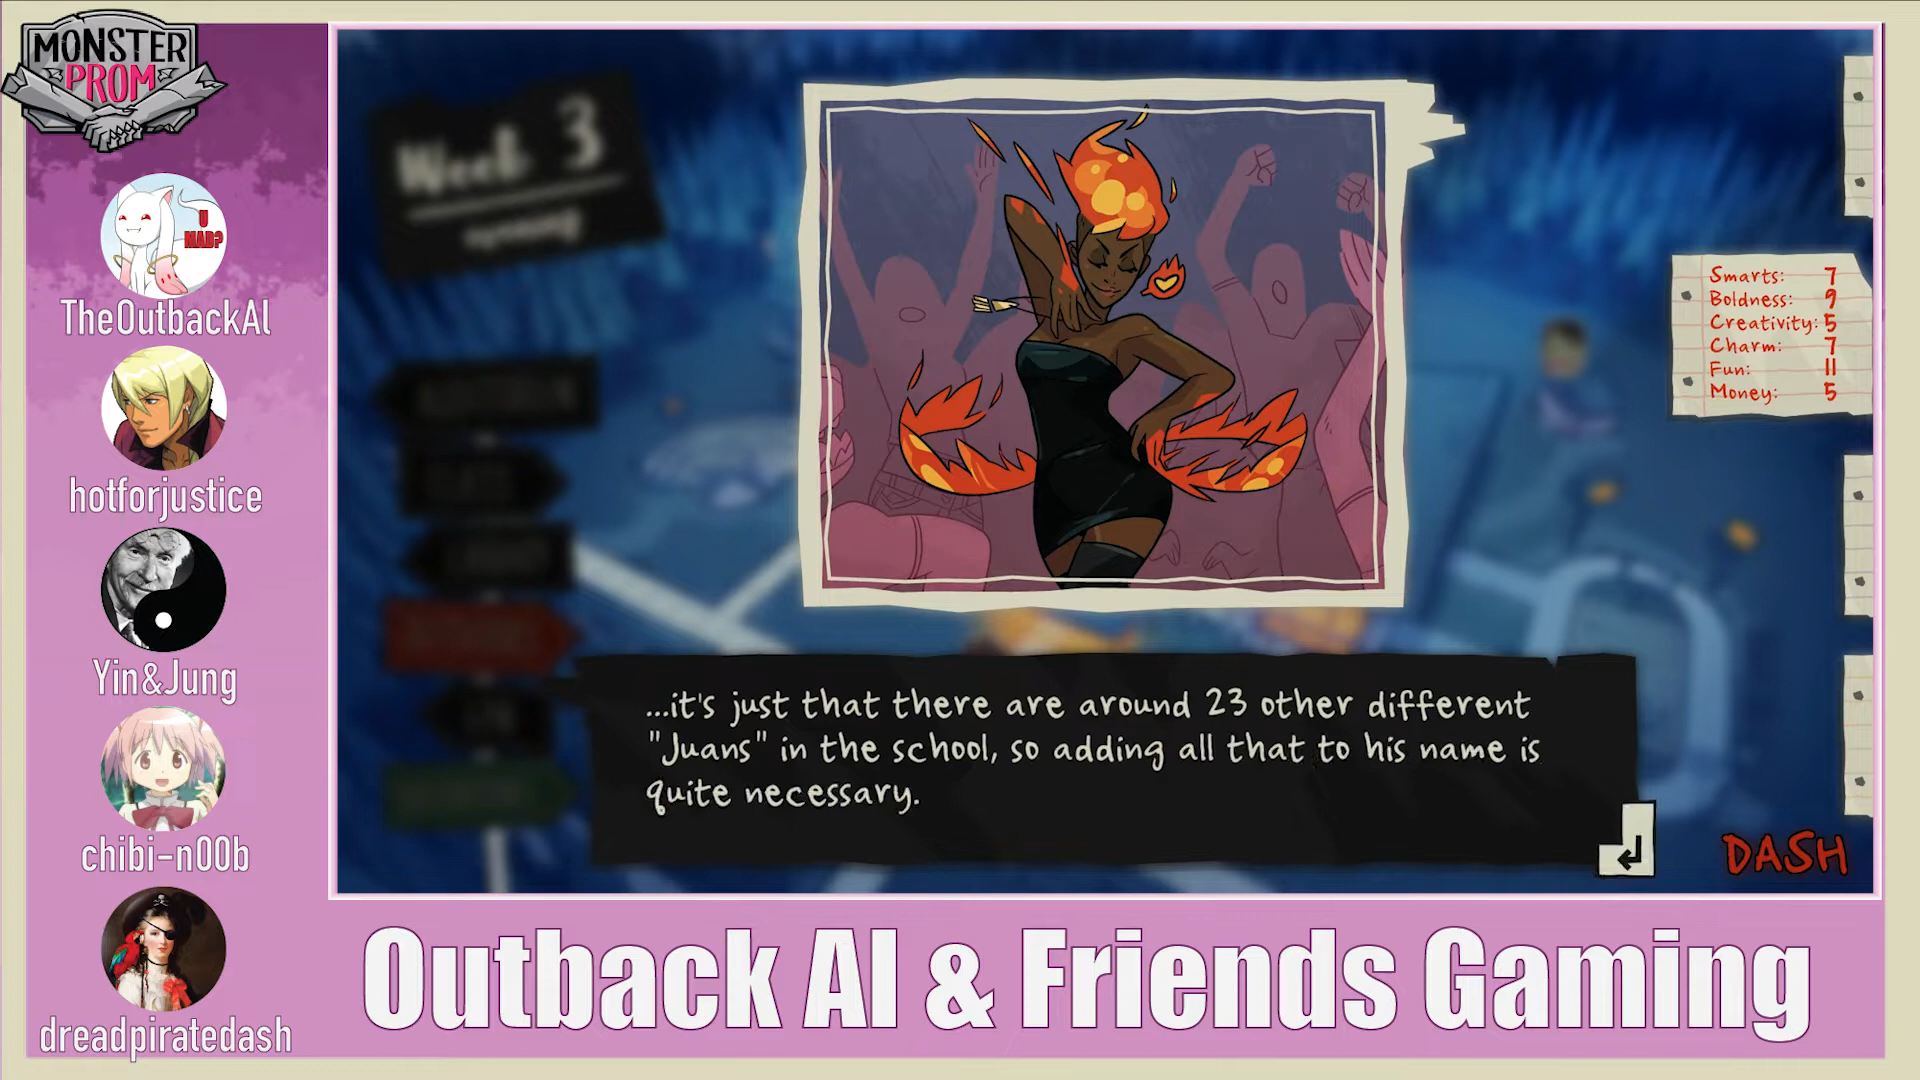 MONSTER
PROM
U
MAD?
TheOutbackAl
hotforjustice
Yin&Jung
chibi-n00b
dreadpiratedash
Week 3
Smarts: 7
Boldness: 9
Creativity: 5
Charm: 7
Fun: 11
Money: 5
...it's just that there are around 23 other different
"Juans" in the school, so adding all that to his name is
quite necessary.
DASH
Outback Al & Friends Gaming